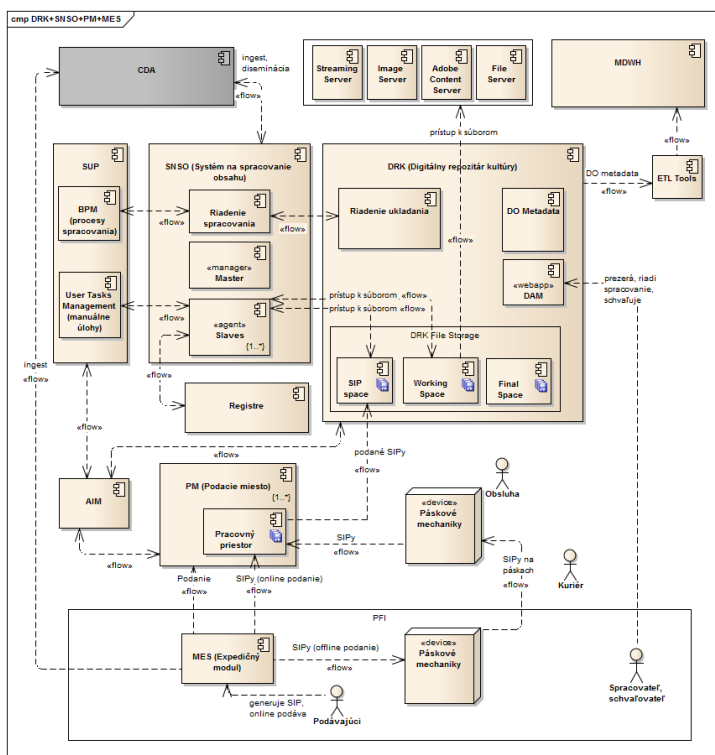 cmp DRK+SNSO+PM+MES
CDA
ingest,
diseminácia
«flow»
Streaming
Server
Image
Server
Adobe
Content
Server
File
Server
MDWH
prístup k súborom
«flow»
SUP
SNSO (Systém na spracovanie
obsahu)
DRK (Digitálny repozitár kultúry)
DO metadata
«flow»
ETL Tools
BPM
(procesy
spracovania)
«flow»
Riadenie
spracovania
«flow»
Riadenie ukladania
DO Metadata
«flow»
«manager»
Master
«webapp»
DAM
prezerá, riadi
spracovanie,
schvaľuje
User Tasks
Management
(manuálne
úlohy)
«flow»
«agent»
Slaves
{1..*}
prístup k súborom «flow»
prístup k súborom «flow»
DRK File Storage
SIP
space
Working
Space
Final
Space
ingest
«flow»
«flow»
Registre
«flow»
«flow»
podané SIPy
«flow»
AIM
PM (Podacie miesto)
{1..*}
Pracovný
priestor
«device»
Páskové
mechaniky
Obsluha
SIPy
«flow»
«flow»
SIPy na
páskach
«flow»
Kuriér
Podanie
«flow»
SIPy (online podanie)
«flow»
PFI
MES (Expedičný
modul)
SIPy (offline podanie)
«flow»
«device»
Páskové
mechaniky
generuje SIP,
online podáva
Podávajúci
Spracovateľ,
schvaľovateľ